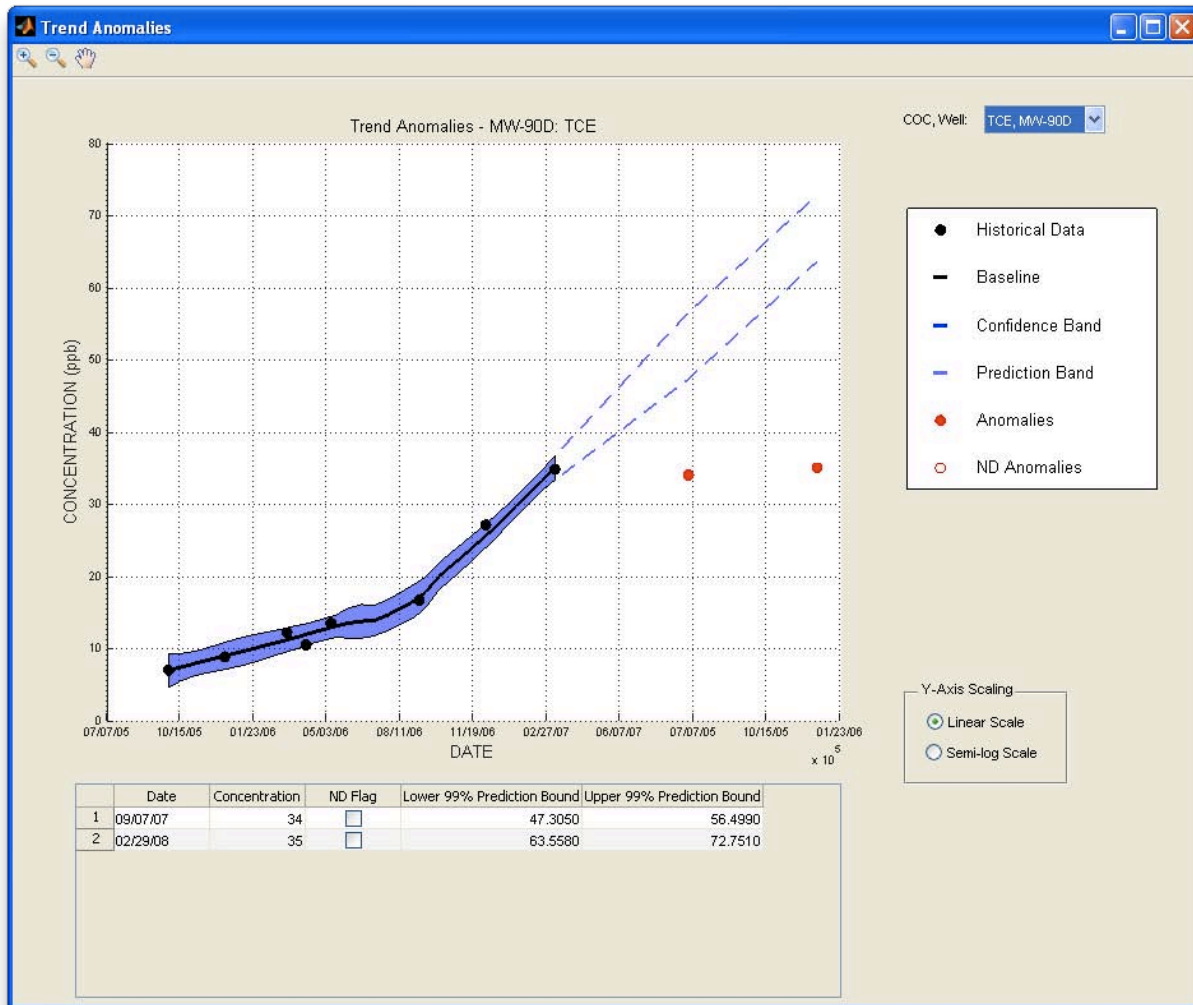 Trend Anomalies
Trend Anomalies - MW-90D: TCE
COC, Well: TCE, MW-90D
80
70
60
50
40
30
20
10
0
CONCENTRATION (ppb)
07/07/05 10/15/05 01/23/06 05/03/06 08/11/06 11/19/06 02/27/07 06/07/07 07/07/05 10/15/05 01/23/06
DATE
x 10^5
Historical Data
Baseline
Confidence Band
Prediction Band
Anomalies
ND Anomalies
Y-Axis Scaling
Linear Scale
Semi-log Scale
Date Concentration ND Flag Lower 99% Prediction Bound Upper 99% Prediction Bound
1 09/07/07 34 47.3050 56.4990
2 02/29/08 35 63.5580 72.7510